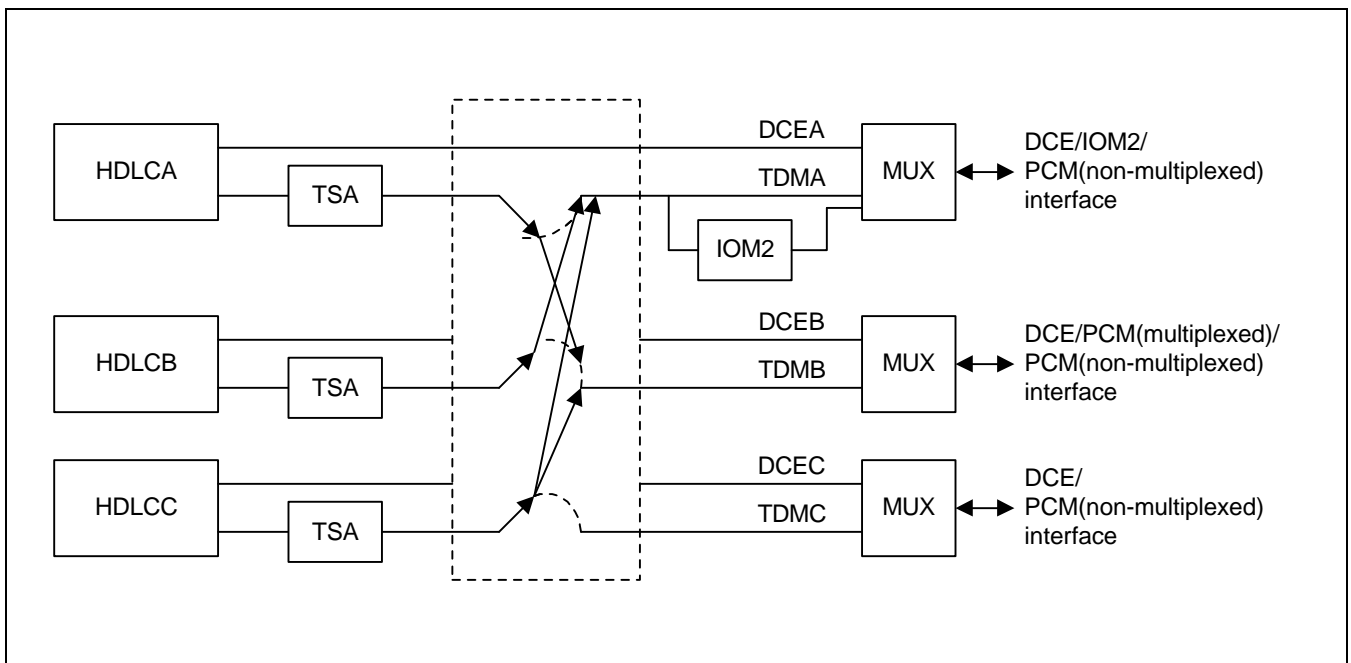 HDLCA
TSA
DCEA
TDMA
IOM2
MUX
DCE/IOM2/
PCM(non-multiplexed)
interface
HDLCB
TSA
DCEB
TDMB
MUX
DCE/PCM(multiplexed)/
PCM(non-multiplexed)
interface
HDLCC
TSA
DCEC
TDMC
MUX
DCE/
PCM(non-multiplexed)
interface